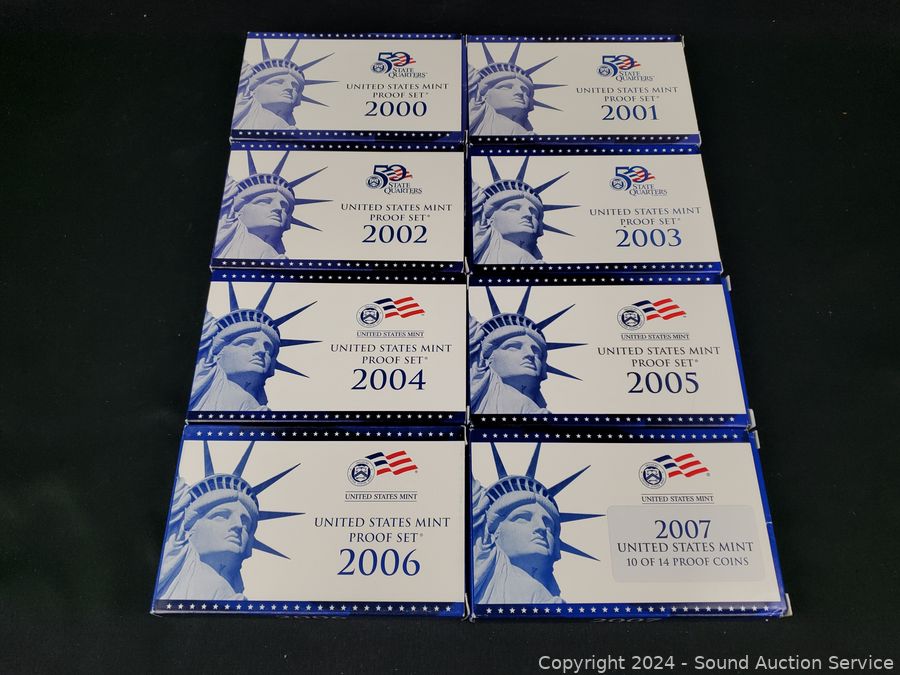 50
STATE
QUARTERS™
UNITED STATES MINT
PROOF SET®
2000
50
STATE
QUARTERS™
UNITED STATES MINT
PROOF SET®
2001
50
STATE
QUARTERS
UNITED STATES MINT
PROOF SET®
2002
50
STATE
QUARTERS
UNITED STATES MINT
PROOF SET®
2003
UNITED STATES MINT
UNITED STATES MINT
PROOF SET®
2004
UNITED STATES MINT
UNITED STATES MINT
PROOF SET®
2005
UNITED STATES MINT
UNITED STATES MINT
PROOF SET®
2006
UNITED STATES MINT
2007
UNITED STATES MINT
10 OF 14 PROOF COINS
2006
2007
Copyright 2024 - Sound Auction Service